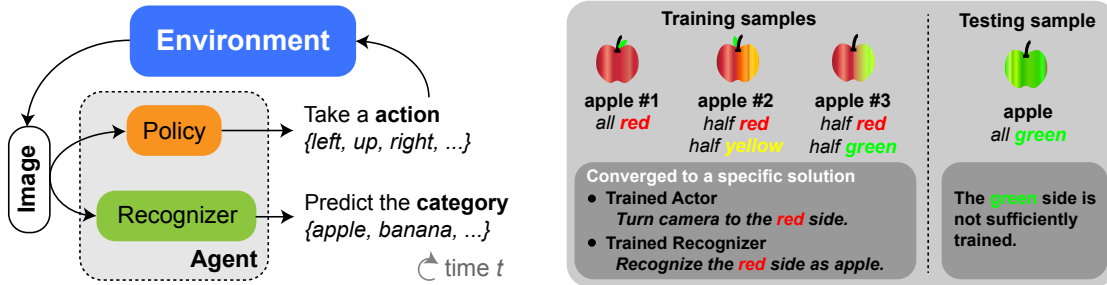 Environment
Image
Policy
Take a action
{left, up, right, ...}
Recognizer
Predict the category
{apple, banana, ...}
Agent
time t
Training samples
apple #1
all red
apple #2
half red
half yellow
apple #3
half red
half green
Converged to a specific solution
• Trained Actor
Turn camera to the red side.
• Trained Recognizer
Recognize the red side as apple.
Testing sample
apple
all green
The green side is
not sufficiently
trained.